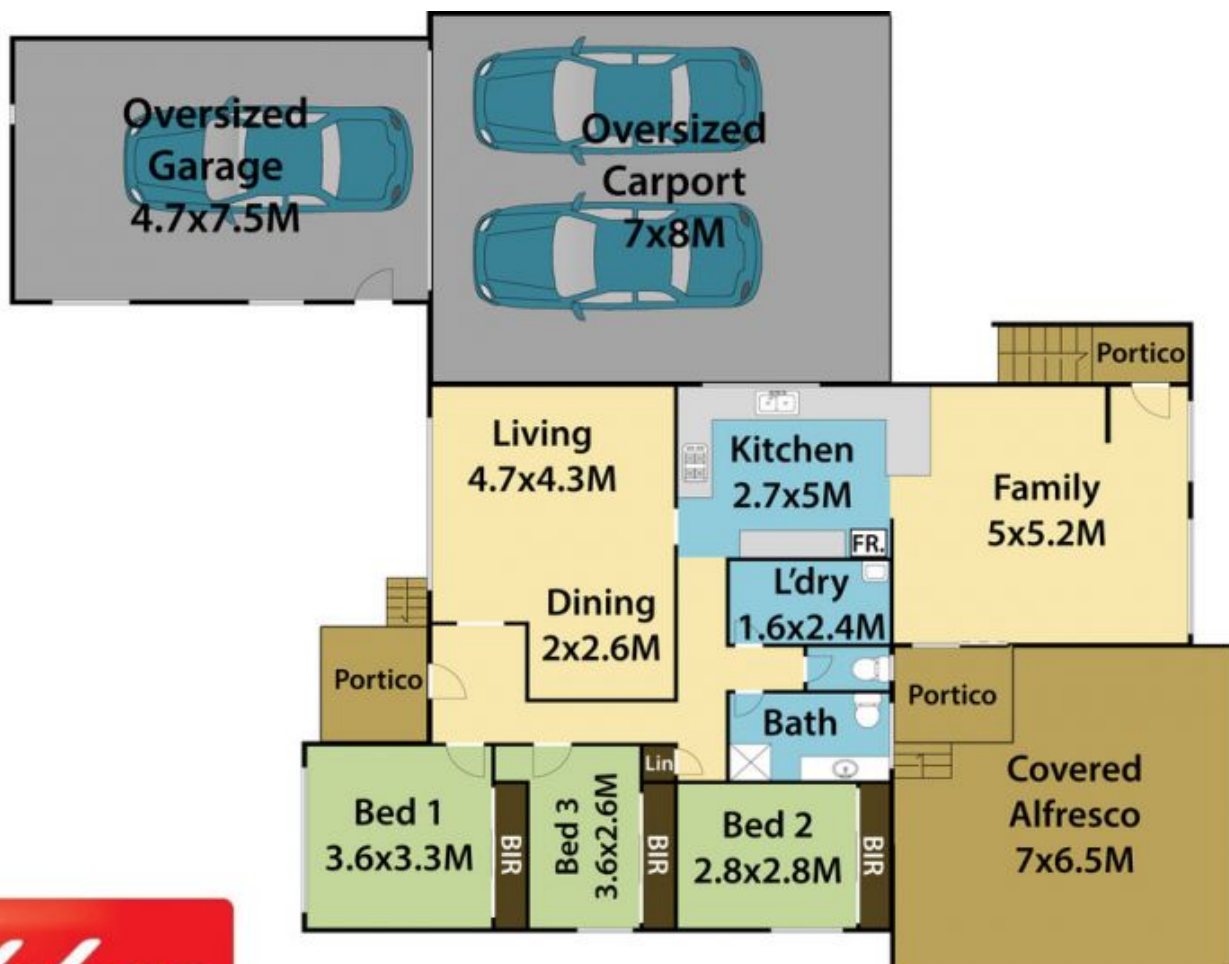 Oversized
Garage
4.7x7.5M
Oversized
Carport
7x8M
Portico
Living
4.7x4.3M
Kitchen
2.7x5M
FR.
Family
5x5.2M
Dining
2x2.6M
L'dry
1.6x2.4M
Portico
Portico
Bath
Lin
Covered
Alfresco
7x6.5M
Bed 1
3.6x3.3M
BIR
Bed 3
3.6x2.6M
BIR
Bed 2
2.8x2.8M
BIR